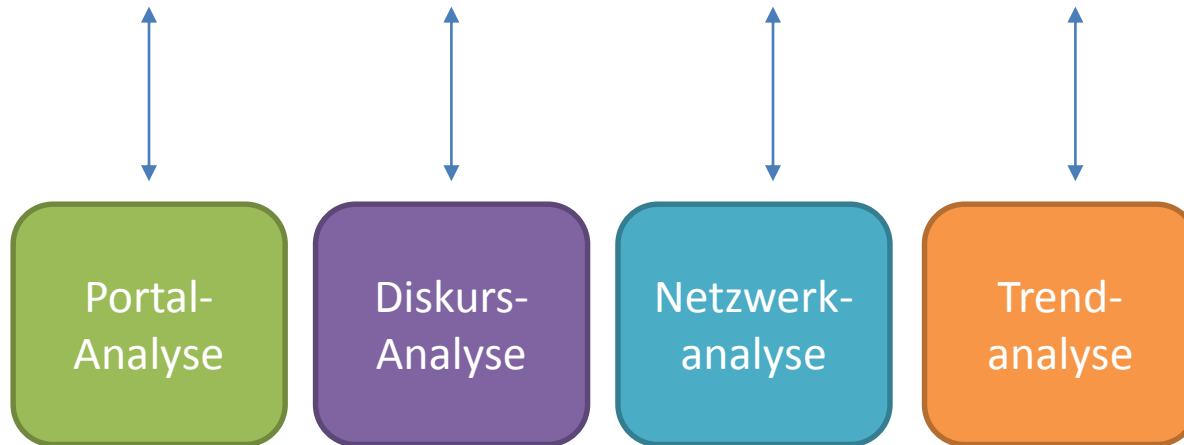 Portal-
Analyse
Diskurs-
Analyse
Netzwerk-
analyse
Trend-
analyse